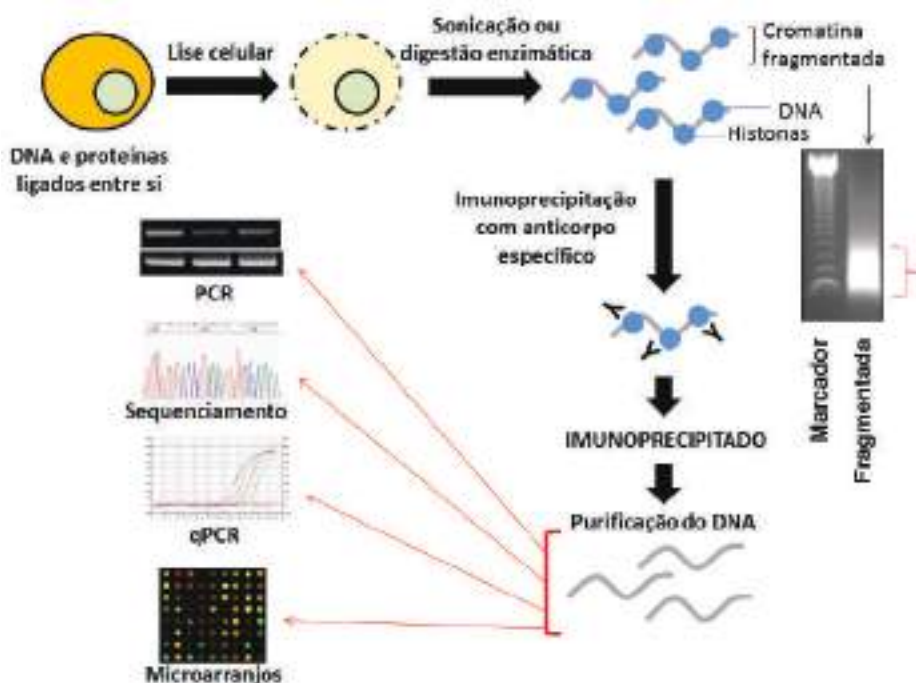 Lise celular
Sonicação ou
digestão enzimática
Cromatina
fragmentada
DNA
Histonas
DNA e proteínas
ligados entre si
Imunoprecipitação
com anticorpo
específico
Marcador
Fragmentada
PCR
Sequenciamento
IMUNOPRECIPITADO
Purificação do DNA
qPCR
Microarranjos